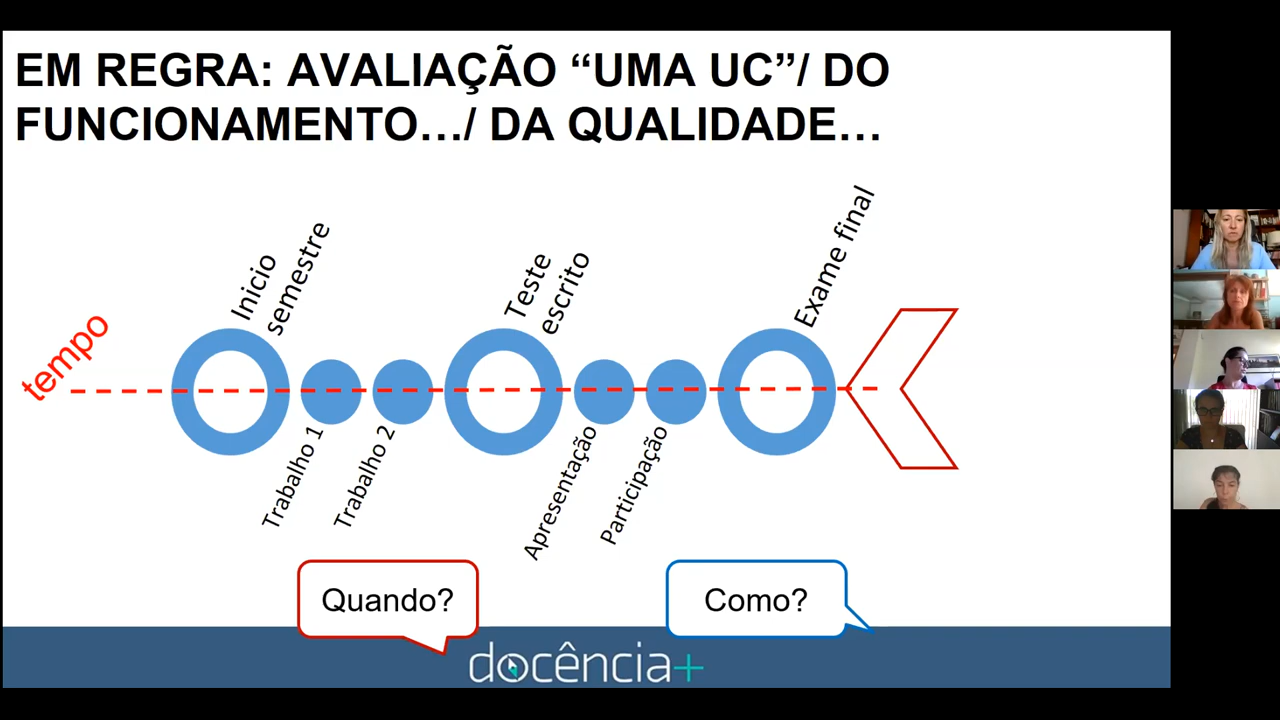 EM REGRA: AVALIAÇÃO “UMA UC”/ DO
FUNCIONAMENTO…/ DA QUALIDADE…
tempo
Inicio
semestre
Trabalho 1
Trabalho 2
Teste
escrito
Apresentação
Participação
Exame final
Quando?
Como?
docência+